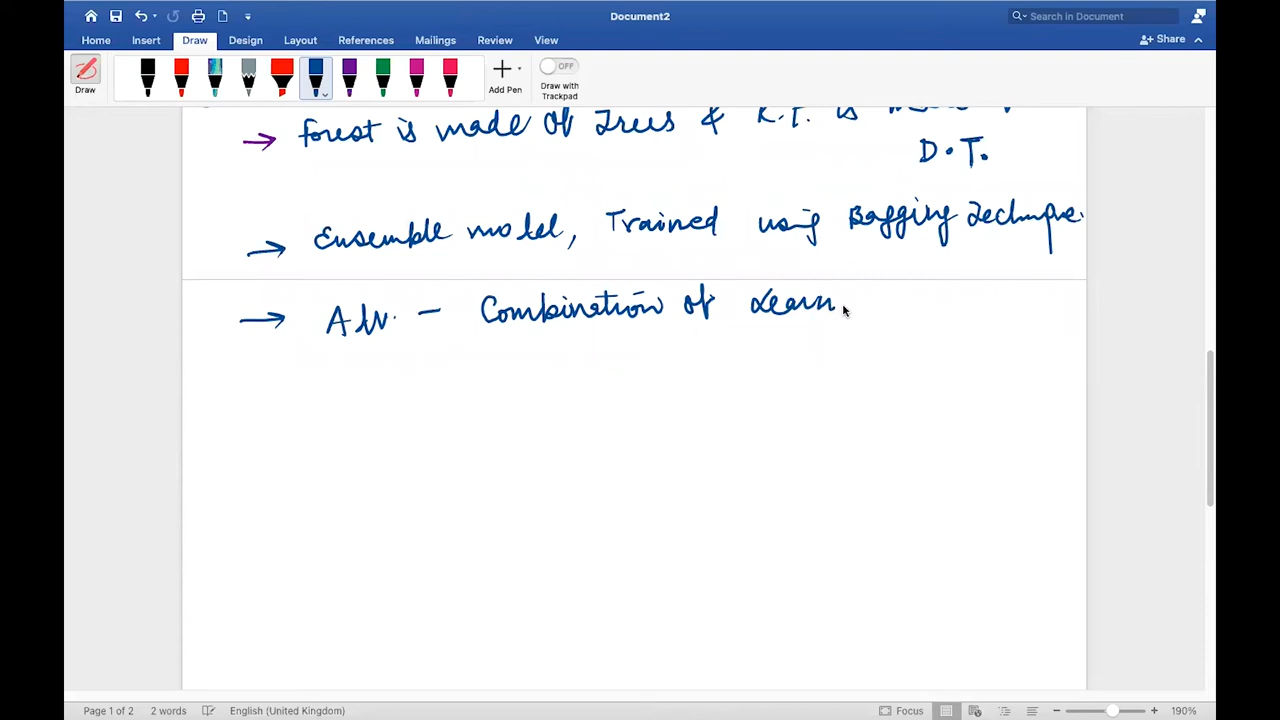 Document2
Search in Document
Home Insert Draw Design Layout References Mailings Review View
Share
Draw
Add Pen
OFF
Draw with Trackpad
→ Forest is made of Trees & R.F. is made of
D.T.
→ Ensemble model, Trained using Bagging Technique.
→ Adv. - Combination of Learn
Page 1 of 2 2 words English (United Kingdom) Focus 190%